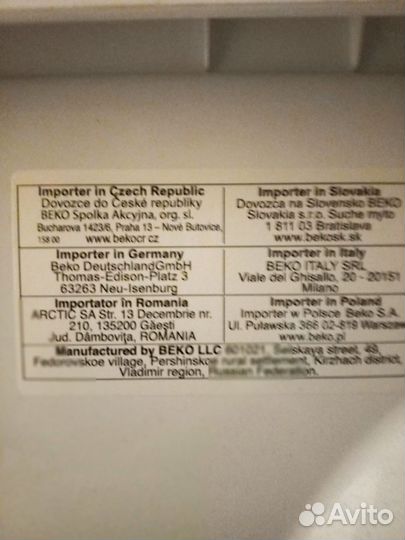 Importer in Czech Republic
Dovozce do České republiky
BEKO Spolka Akcyjna, org. sl.
Bucharova 1423/6, Praha 13 – Nové Butovice,
158 00 www.bekocr.cz
Importer in Slovakia
Dovozca na Slovensko BEKO
Slovakia s.r.o. Suche myto
1 811 03 Bratislava
www.bekosk.sk
Importer in Germany
Beko DeutschlandGmbH
Thomas-Edison-Platz 3
63263 Neu-Isenburg
Importer in Italy
BEKO ITALY SRL
Viale del Ghisallo, 20 - 20151
Milano
Importator în Romania
ARCTIC SA Str. 13 Decembrie nr.
210, 135200 Găești
Jud. Dâmbovița, ROMANIA
Importer in Poland
Importer w Polsce Beko S.A.
Ul. Puławska 366 02-819 Warszaw
www.beko.pl
Manufactured by BEKO LLC 601021, Selskaya street, 49,
Fedorovskoe village, Pershinskoe rural settlement, Kirzhach district,
Vladimir region, Russian Federation.
Avito